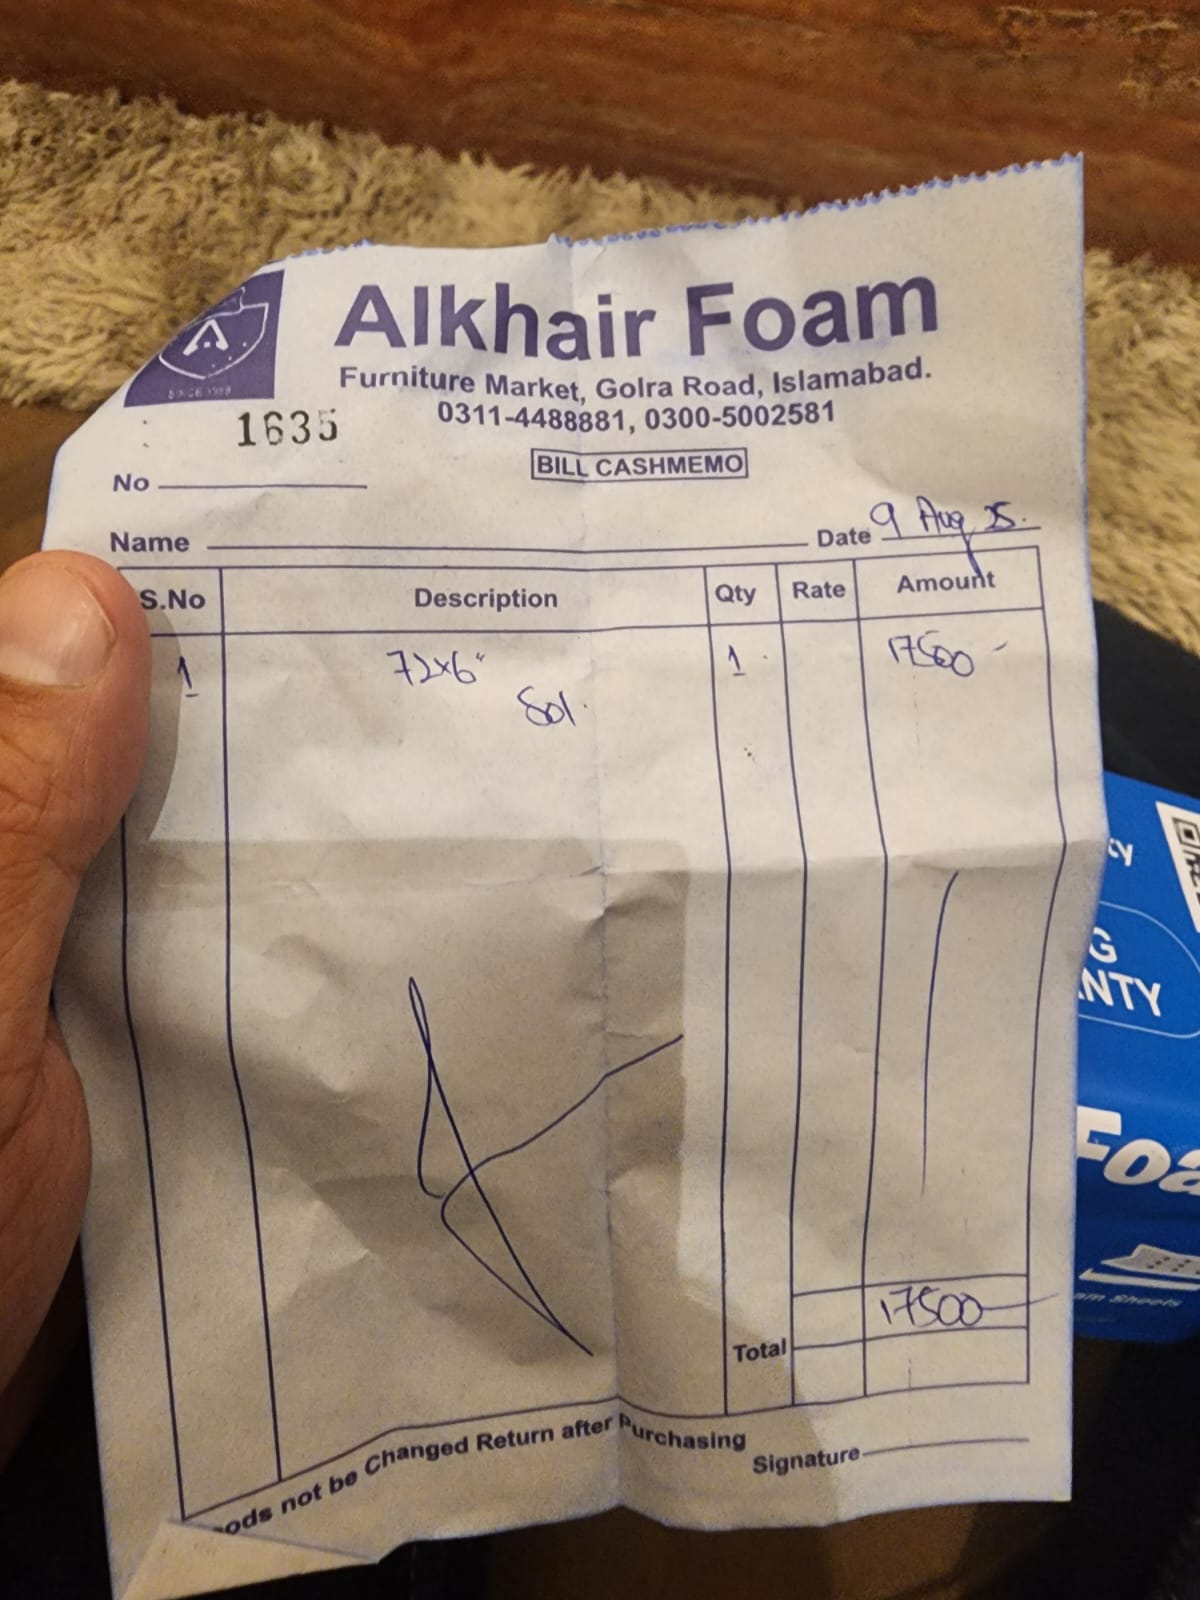 Alkhair Foam
Furniture Market, Golra Road, Islamabad.
0311-4488881, 0300-5002581
1635
BILL CASHMEMO
No
Name Date 9 Aug 25.
S.No Description Qty Rate Amount
1 72x6" 1 17500
Sol.
17500
Total
not be Changed Return after Purchasing
Signature